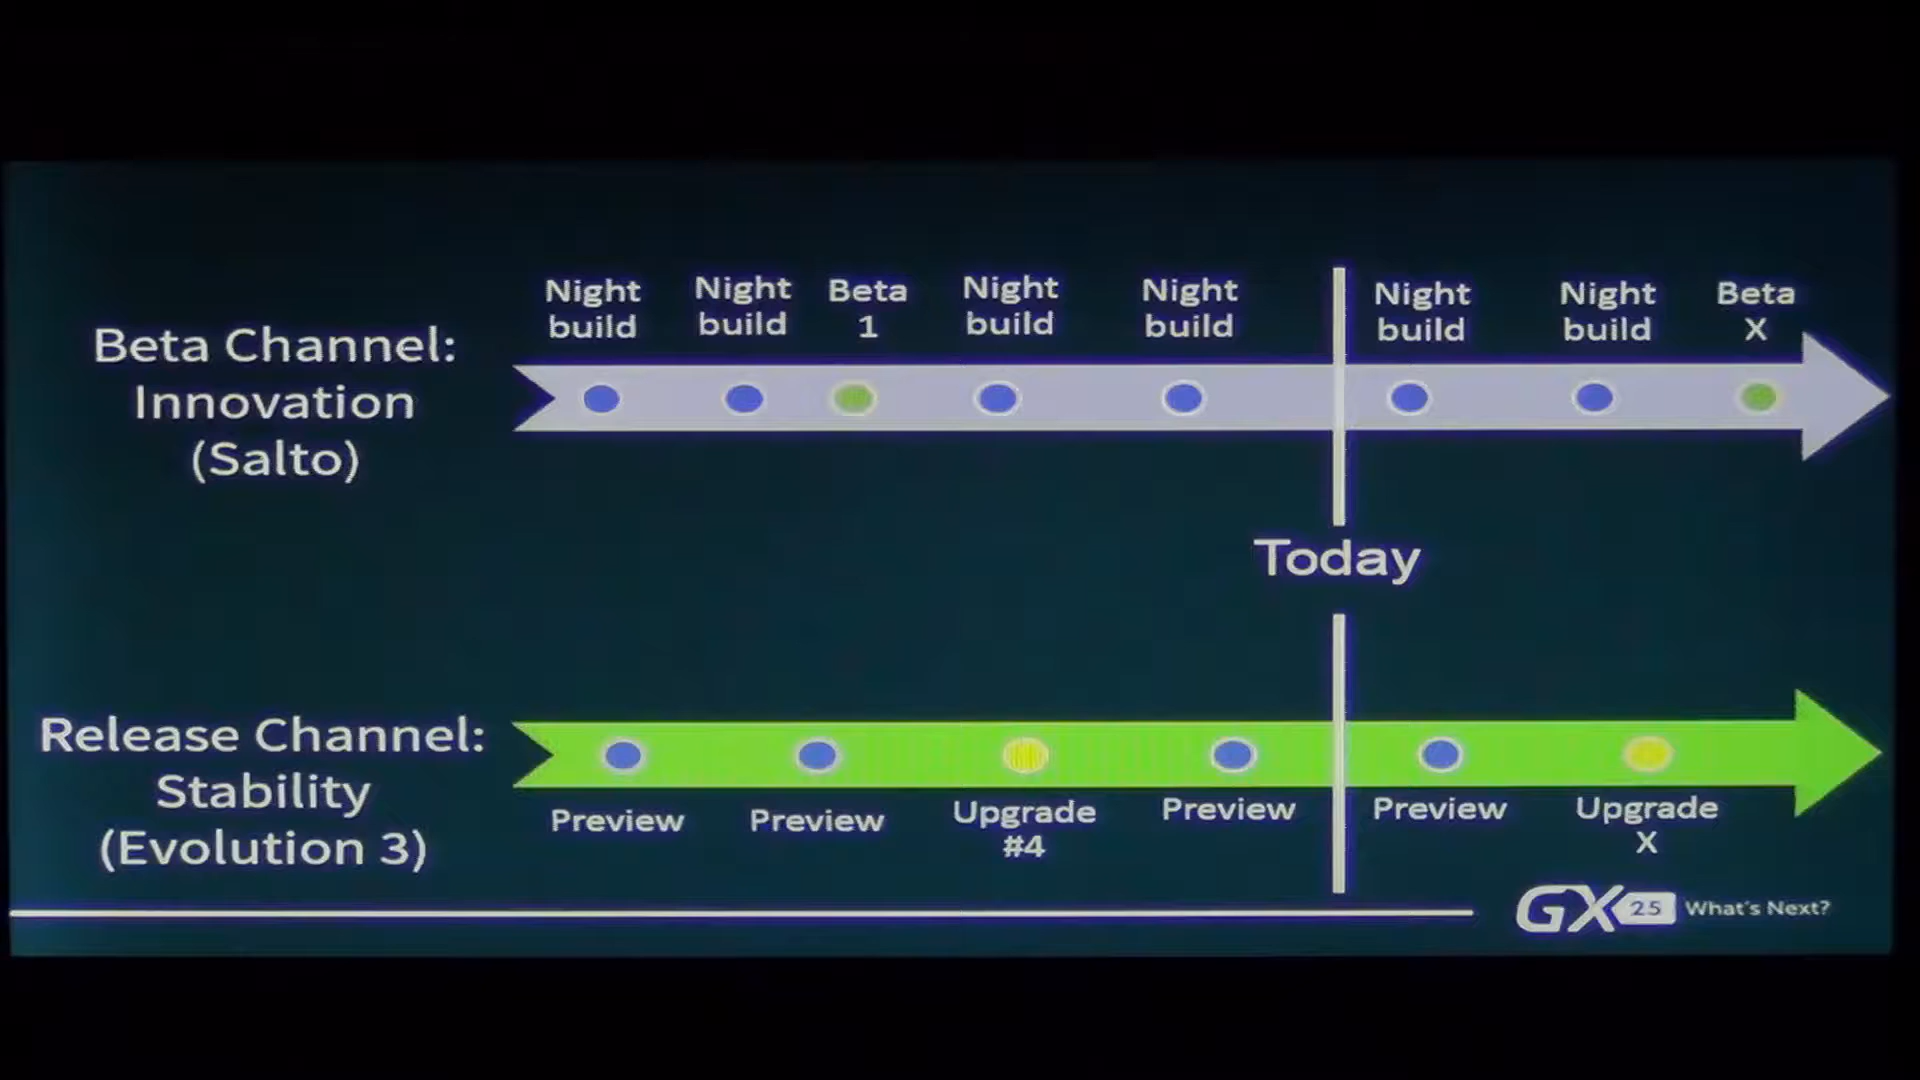 Beta Channel:
Innovation
(Salto)
Night
build
Night
build
Beta
1
Night
build
Night
build
Night
build
Night
build
Beta
X
Today
Release Channel:
Stability
(Evolution 3)
Preview
Preview
Upgrade
#4
Preview
Preview
Upgrade
X
GX 25 What's Next?